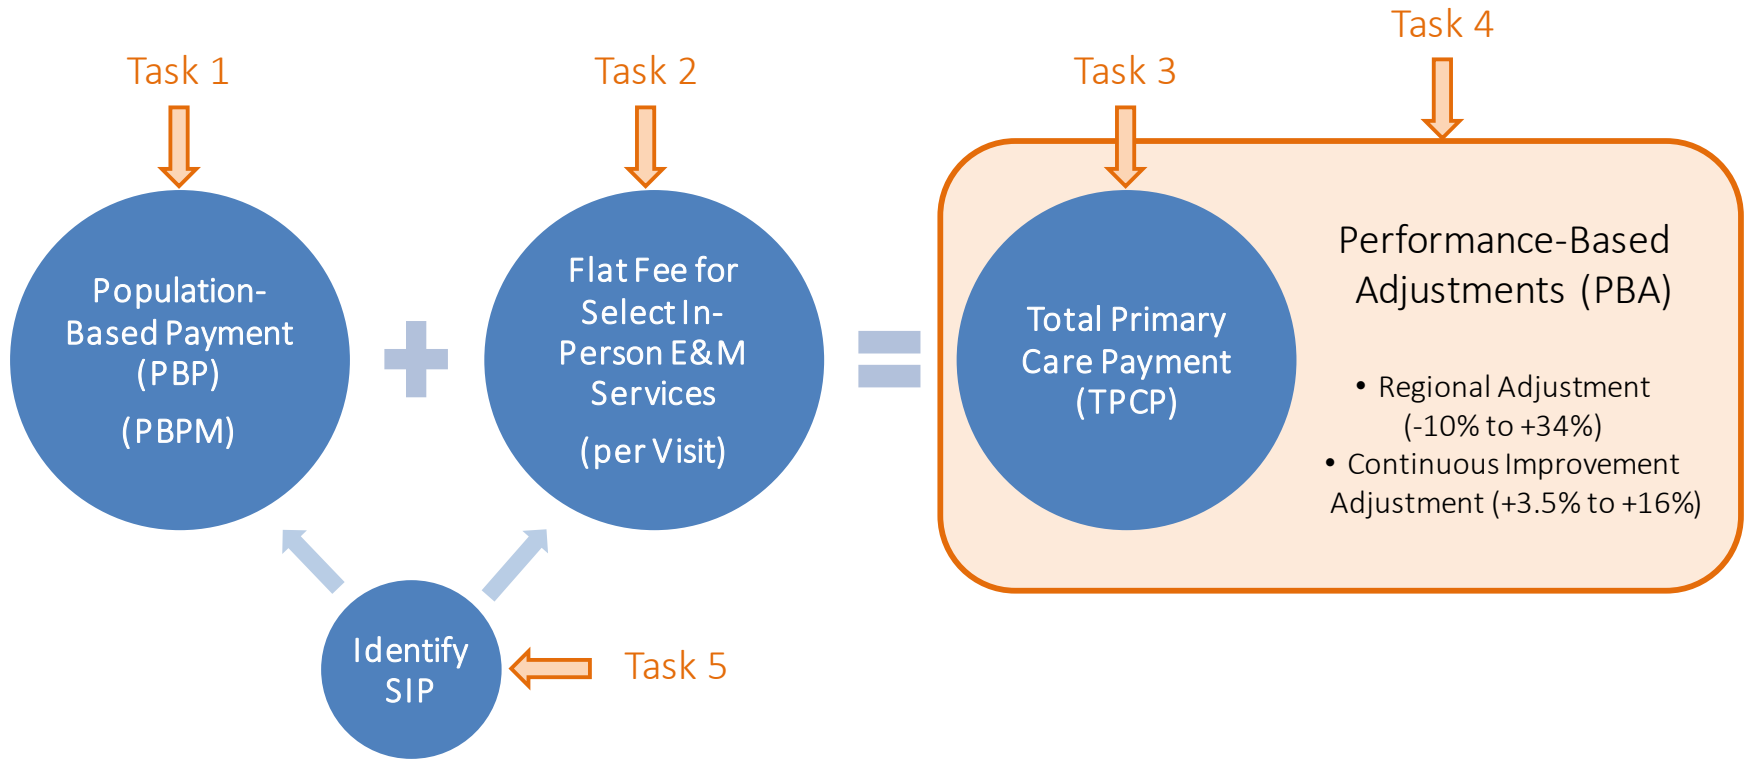 Task 1
Task 2
Task 3
Task 4
Population-
Based Payment
(PBP)
(PBPM)
Flat Fee for
Select In-
Person E&M
Services
(per Visit)
Total Primary
Care Payment
(TPCP)
Performance-Based
Adjustments (PBA)
• Regional Adjustment
(-10% to +34%)
• Continuous Improvement
Adjustment (+3.5% to +16%)
Identify
SIP
Task 5